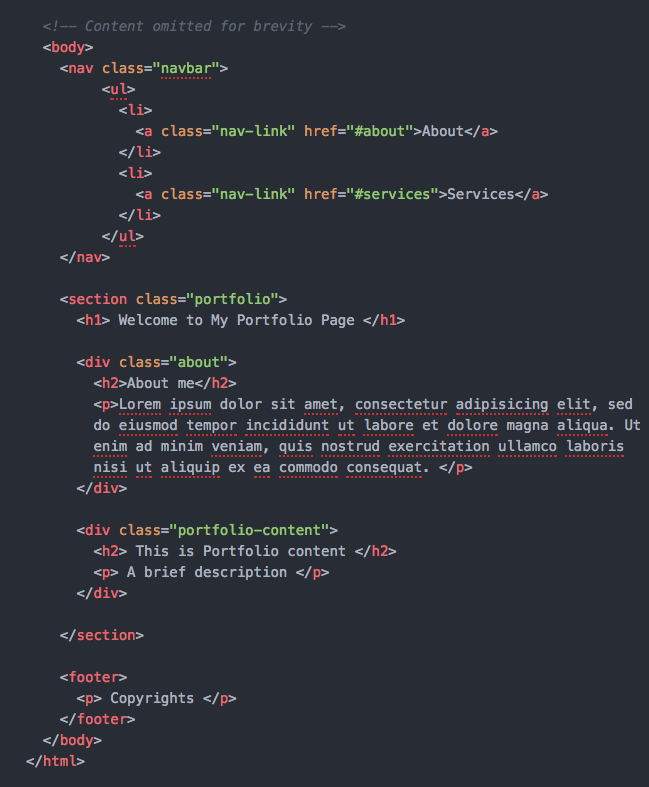 <!-- Content omitted for brevity -->
<body>
<nav class="navbar">
<ul>
<li>
<a class="nav-link" href="#about">About</a>
</li>
<li>
<a class="nav-link" href="#services">Services</a>
</li>
</ul>
</nav>
<section class="portfolio">
<h1> Welcome to My Portfolio Page </h1>
<div class="about">
<h2>About me</h2>
<p>Lorem ipsum dolor sit amet, consectetur adipisicing elit, sed
do eiusmod tempor incididunt ut labore et dolore magna aliqua. Ut
enim ad minim veniam, quis nostrud exercitation ullamco laboris
nisi ut aliquip ex ea commodo consequat. </p>
</div>
<div class="portfolio-content">
<h2> This is Portfolio content </h2>
<p> A brief description </p>
</div>
</section>
<footer>
<p> Copyrights </p>
</footer>
</body>
</html>